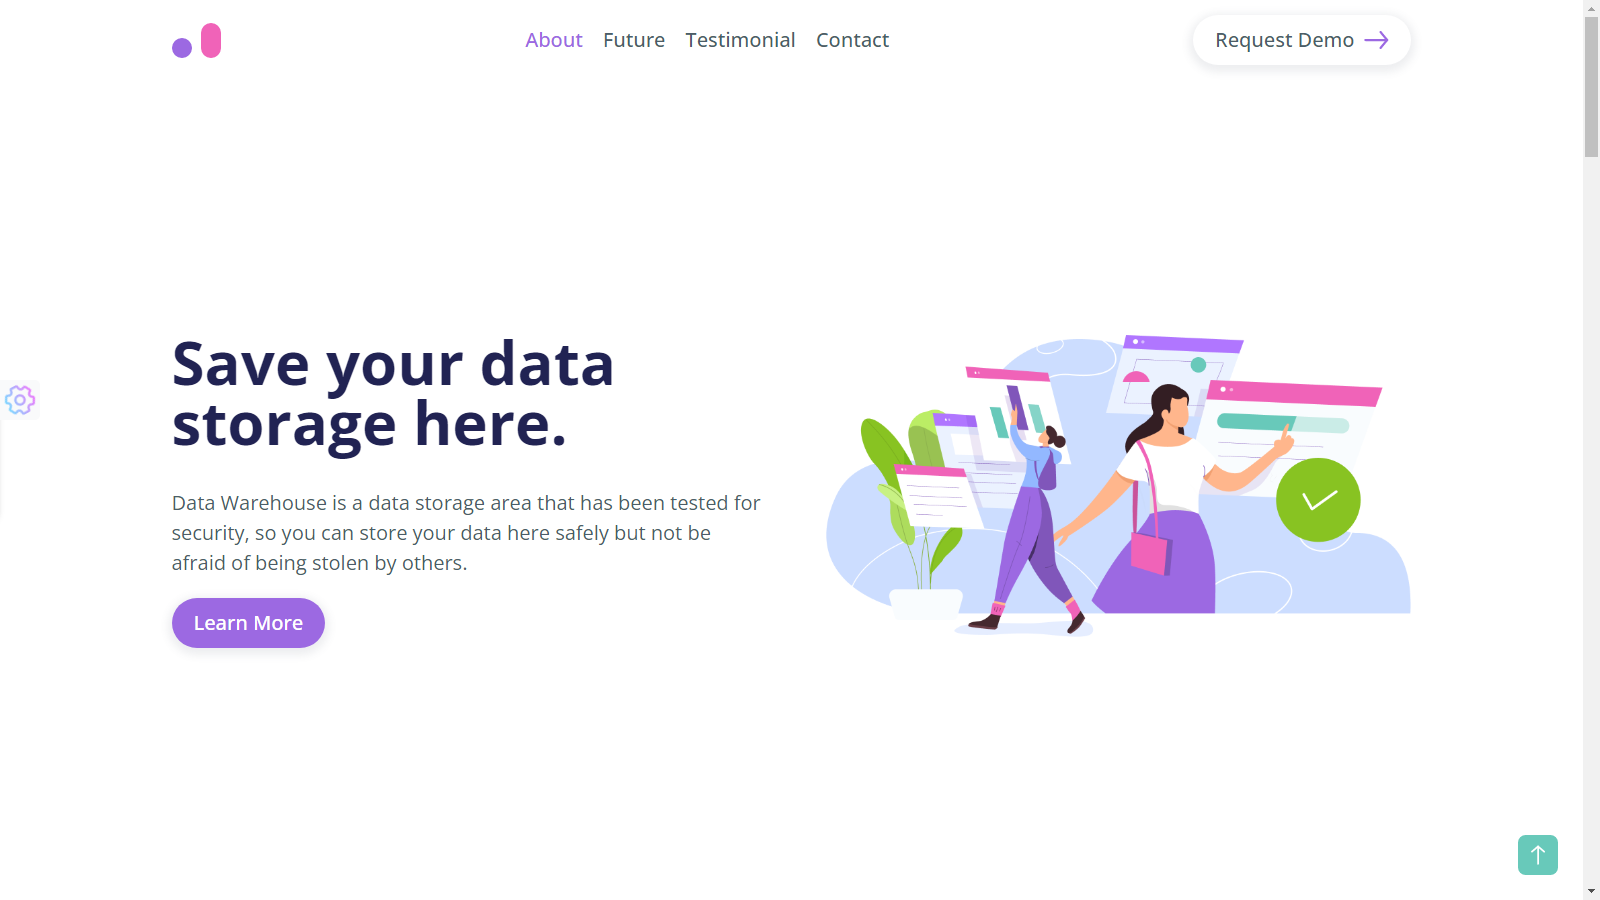 About
Future
Testimonial
Contact
Request Demo
Save your data
storage here.
Data Warehouse is a data storage area that has been tested for
security, so you can store your data here safely but not be
afraid of being stolen by others.
Learn More